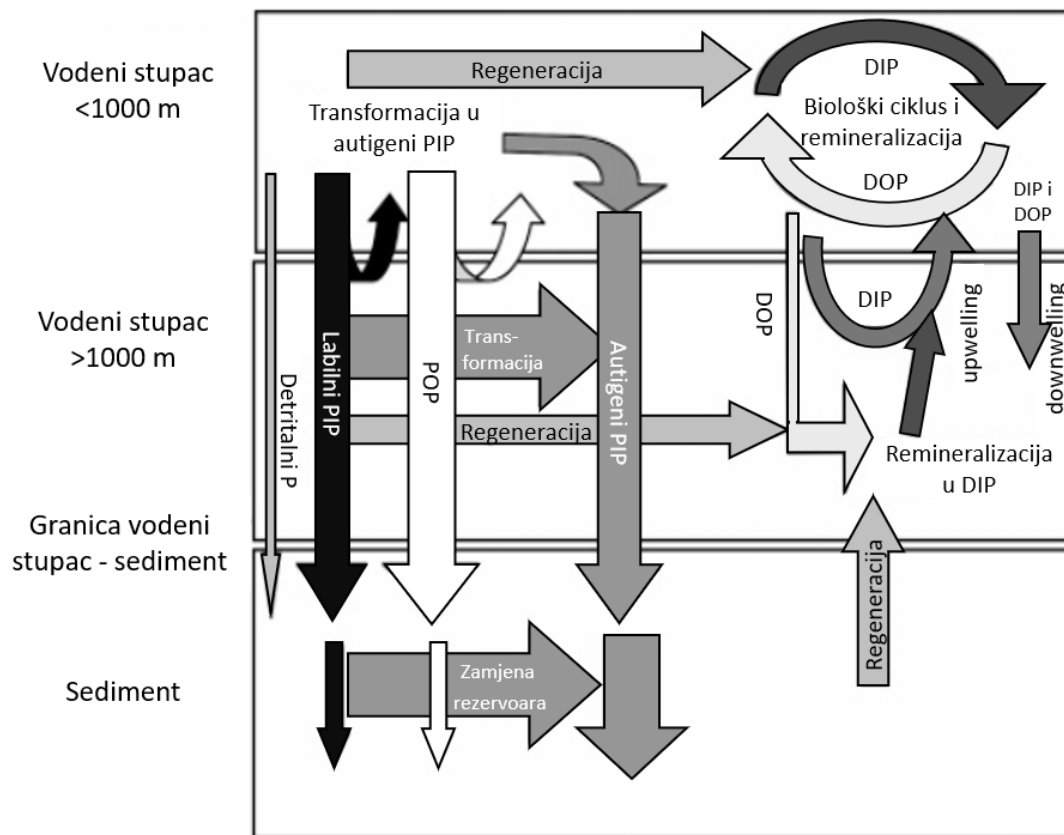 Vodeni stupac
<1000 m
Regeneracija
Transformacija u
autigeni PIP
DIP
Biološki ciklus i
remineralizacija
DOP
DIP i
DOP
Vodeni stupac
>1000 m
Detritalni P
Labilni PIP
POP
Trans-
formacija
Autigeni PIP
Regeneracija
DOP
DIP
upwelling
downwelling
Remineralizacija
u DIP
Granica vodeni
stupac - sediment
Regeneracija
Sediment
Zamjena
rezervoara